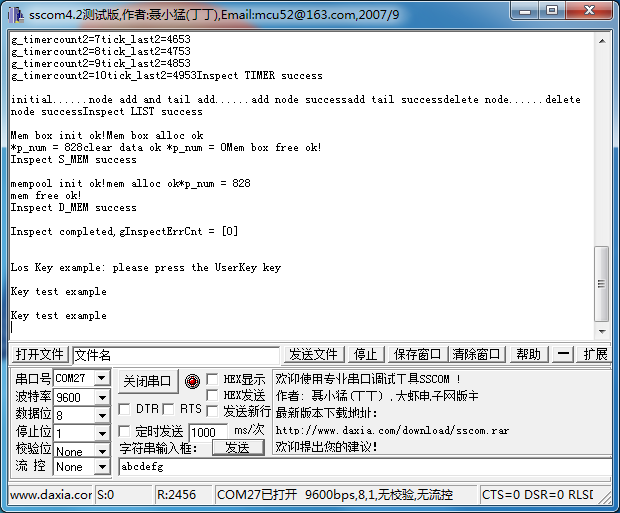 sscom4.2测试版,作者:聂小猛(丁丁),Email:mcu52@163.com,2007/9
g_timercount2=7tick_last2=4653
g_timercount2=8tick_last2=4753
g_timercount2=9tick_last2=4853
g_timercount2=10tick_last2=4953Inspect TIMER success
initial......node add and tail add......add node successadd tail successdelete node......delete
node successInspect LIST success
Mem box init ok!Mem box alloc ok
*p_num = 828clear data ok *p_num = 0Mem box free ok!
Inspect S_MEM success
mempool init ok!mem alloc ok*p_num = 828
mem free ok!
Inspect D_MEM success
Inspect completed,gInspectErrCnt = [0]
Los Key example: please press the UserKey key
Key test example
Key test example
打开文件 文件名 发送文件 停止 保存窗口 清除窗口 帮助 — 扩展
串口号 COM27 关闭串口 HEX显示
波特率 9600 HEX发送
数据位 8 DTR RTS 发送新行
停止位 1 定时发送 1000 ms/次
校验位 None 字符串输入框: 发送
流 控 None abcdefg
欢迎使用专业串口调试工具SSCOM !
作者: 聂小猛(丁丁),大虾电子网版主
最新版本下载地址:
http://www.daxia.com/download/sscom.rar
欢迎提出您的建议!
www.daxia.com S:0 R:2456 COM27已打开 9600bps,8,1,无校验,无流控 CTS=0 DSR=0 RLSD